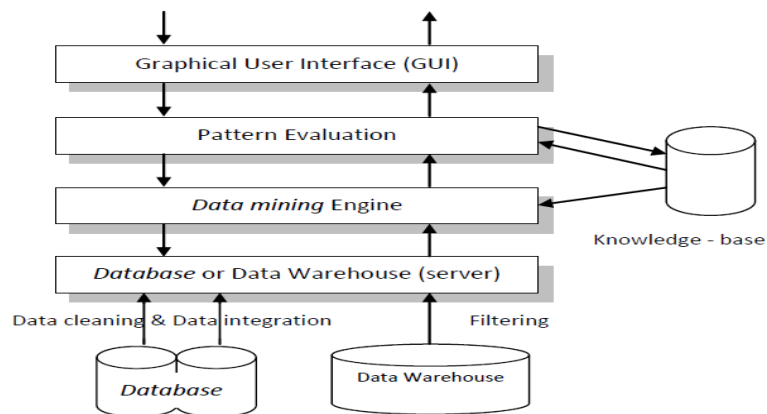 Graphical User Interface (GUI)
Pattern Evaluation
Data mining Engine
Knowledge - base
Database or Data Warehouse (server)
Data cleaning & Data integration
Filtering
Database
Data Warehouse